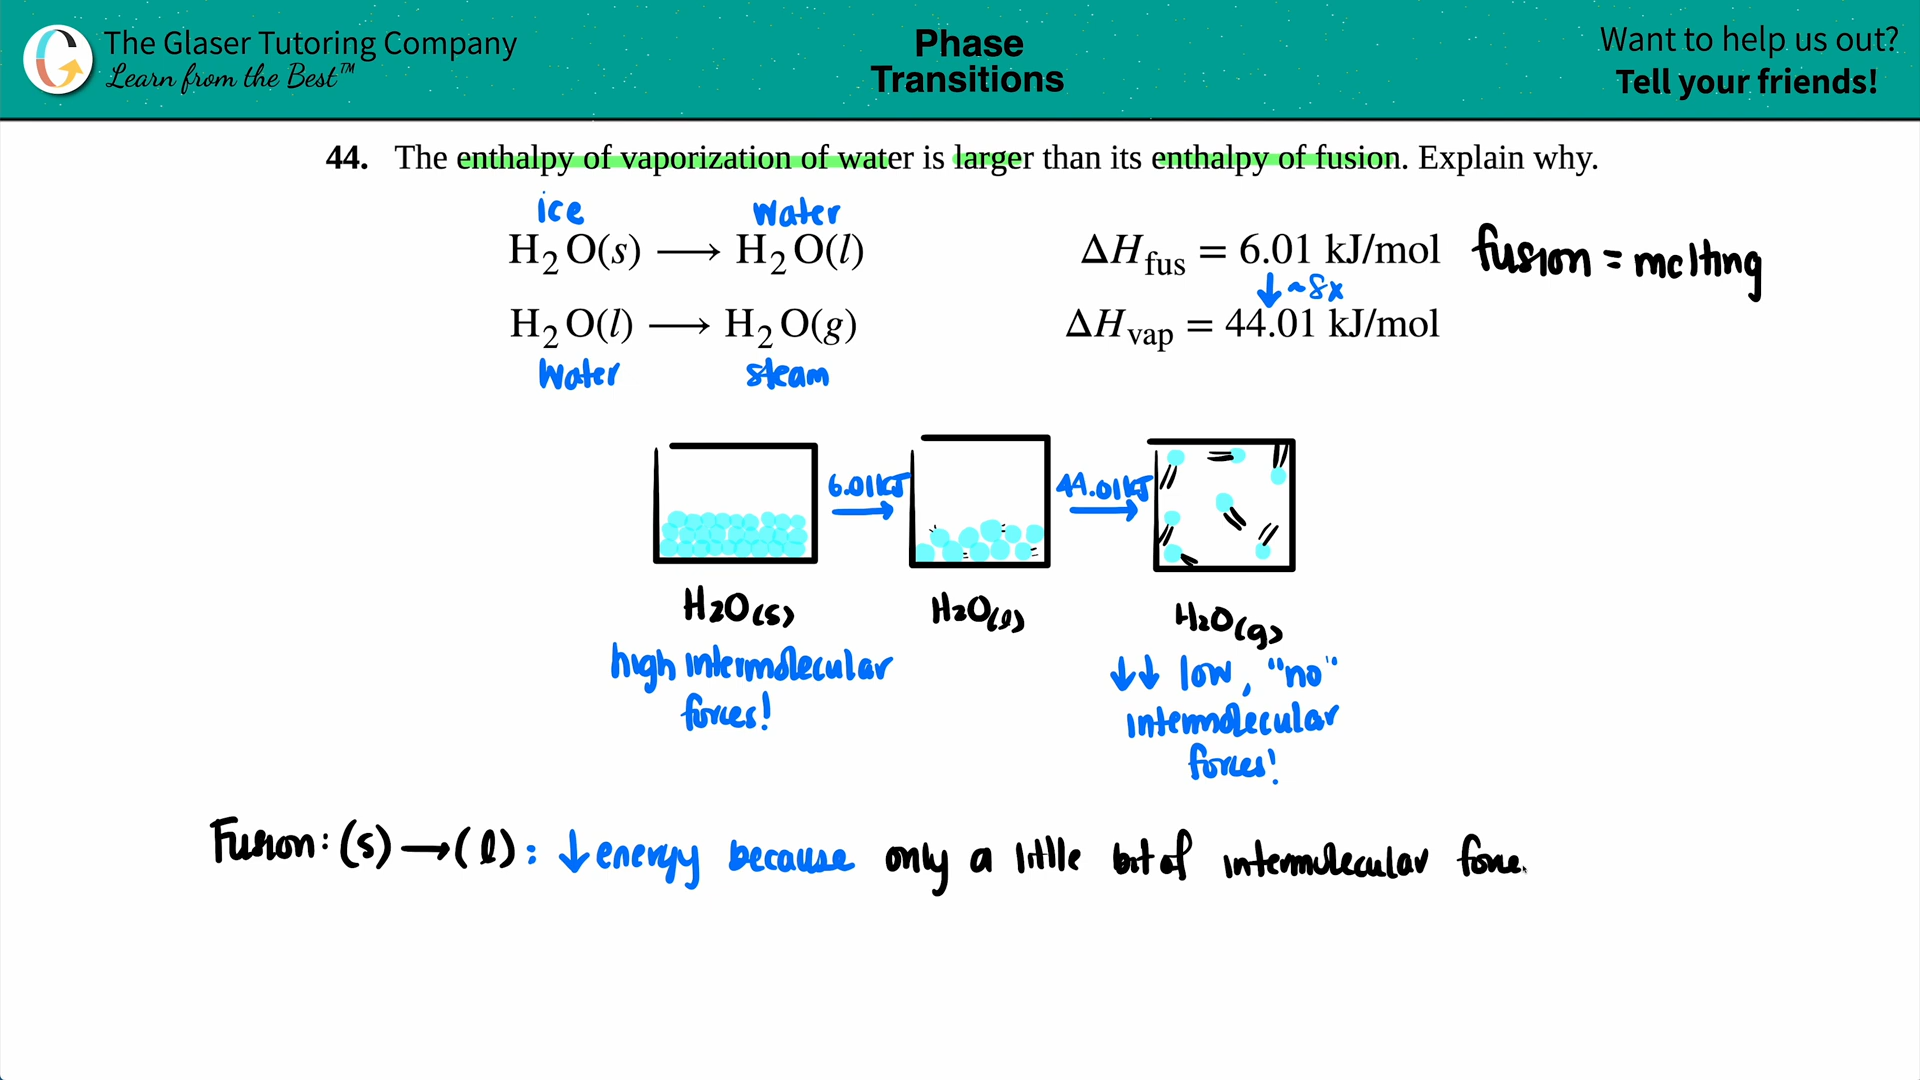 The Glaser Tutoring Company
Learn from the Best™
Phase
Transitions
Want to help us out?
Tell your friends!
44. The enthalpy of vaporization of water is larger than its enthalpy of fusion. Explain why.
ice water
H₂O(s) ⟶ H₂O(l) ΔHfus = 6.01 kJ/mol fusion = melting
↓ ~8x
H₂O(l) ⟶ H₂O(g) ΔHvap = 44.01 kJ/mol
water steam
6.01 kJ 44.01 kJ
H₂O(s) H₂O(l) H₂O(g)
high intermolecular
forces!
↓↓ low, "no"
intermolecular
forces!
Fusion: (s) → (l): ↓ energy because only a little bit of intermolecular force